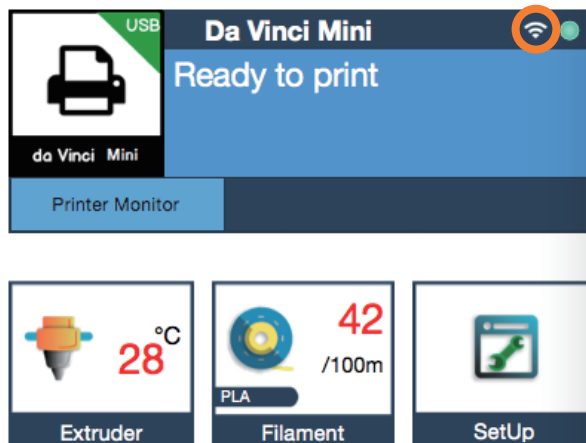 USB
Da Vinci Mini
Ready to print
da Vinci Mini
Printer Monitor
28 °C
42
/100m
PLA
Extruder
Filament
SetUp